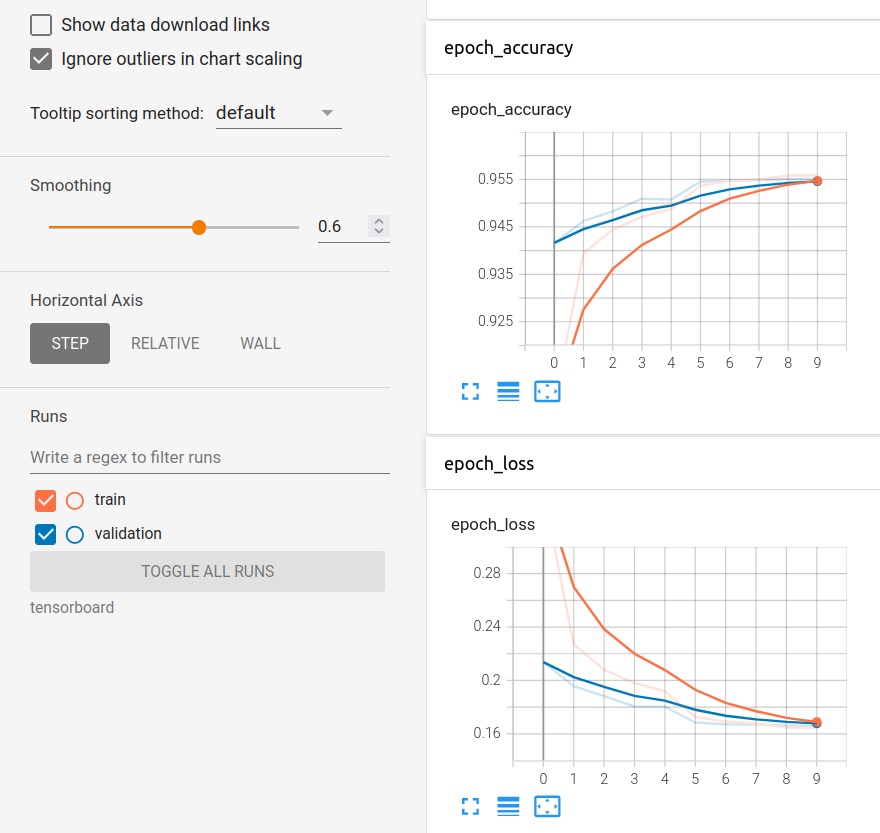 Show data download links
Ignore outliers in chart scaling
Tooltip sorting method: default
Smoothing
0.6
Horizontal Axis
STEP RELATIVE WALL
Runs
Write a regex to filter runs
train
validation
TOGGLE ALL RUNS
tensorboard
epoch_accuracy
epoch_accuracy
0.955
0.945
0.935
0.925
0 1 2 3 4 5 6 7 8 9
epoch_loss
epoch_loss
0.28
0.24
0.2
0.16
0 1 2 3 4 5 6 7 8 9